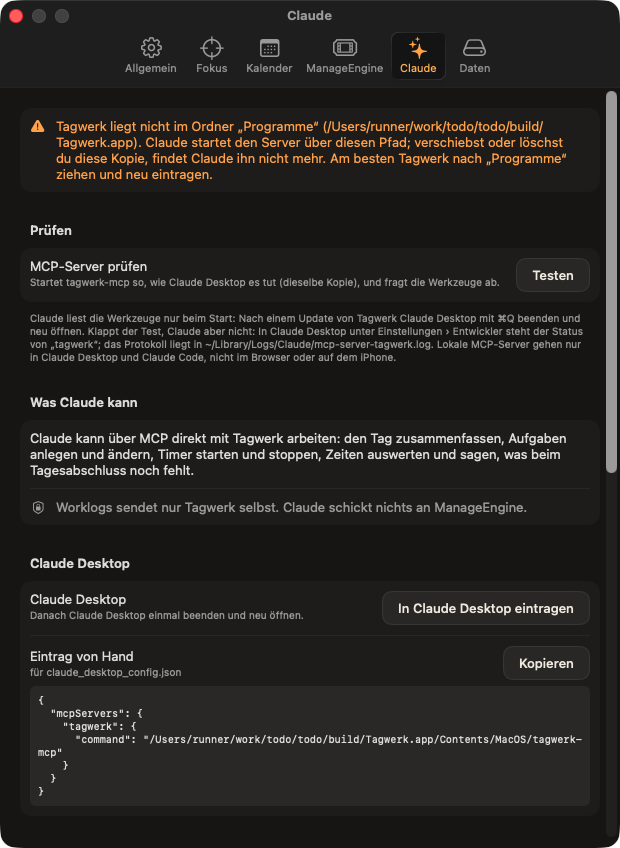 Claude
Allgemein
Fokus
Kalender
ManageEngine
Claude
Daten
Tagwerk liegt nicht im Ordner „Programme“ (/Users/runner/work/todo/todo/build/
Tagwerk.app). Claude startet den Server über diesen Pfad; verschiebst oder löschst
du diese Kopie, findet Claude ihn nicht mehr. Am besten Tagwerk nach „Programme“
ziehen und neu eintragen.
Prüfen
MCP-Server prüfen
Startet tagwerk-mcp so, wie Claude Desktop es tut (dieselbe Kopie), und fragt die Werkzeuge ab.
Testen
Claude liest die Werkzeuge nur beim Start: Nach einem Update von Tagwerk Claude Desktop mit ⌘Q beenden und
neu öffnen. Klappt der Test, Claude aber nicht: In Claude Desktop unter Einstellungen › Entwickler steht der Status
von „tagwerk“; das Protokoll liegt in ~/Library/Logs/Claude/mcp-server-tagwerk.log. Lokale MCP-Server gehen nur
in Claude Desktop und Claude Code, nicht im Browser oder auf dem iPhone.
Was Claude kann
Claude kann über MCP direkt mit Tagwerk arbeiten: den Tag zusammenfassen, Aufgaben
anlegen und ändern, Timer starten und stoppen, Zeiten auswerten und sagen, was beim
Tagesabschluss noch fehlt.
Worklogs sendet nur Tagwerk selbst. Claude schickt nichts an ManageEngine.
Claude Desktop
Claude Desktop
Danach Claude Desktop einmal beenden und neu öffnen.
In Claude Desktop eintragen
Eintrag von Hand
für claude_desktop_config.json
Kopieren
{
  "mcpServers": {
    "tagwerk": {
      "command": "/Users/runner/work/todo/todo/build/Tagwerk.app/Contents/MacOS/tagwerk-
mcp"
    }
  }
}